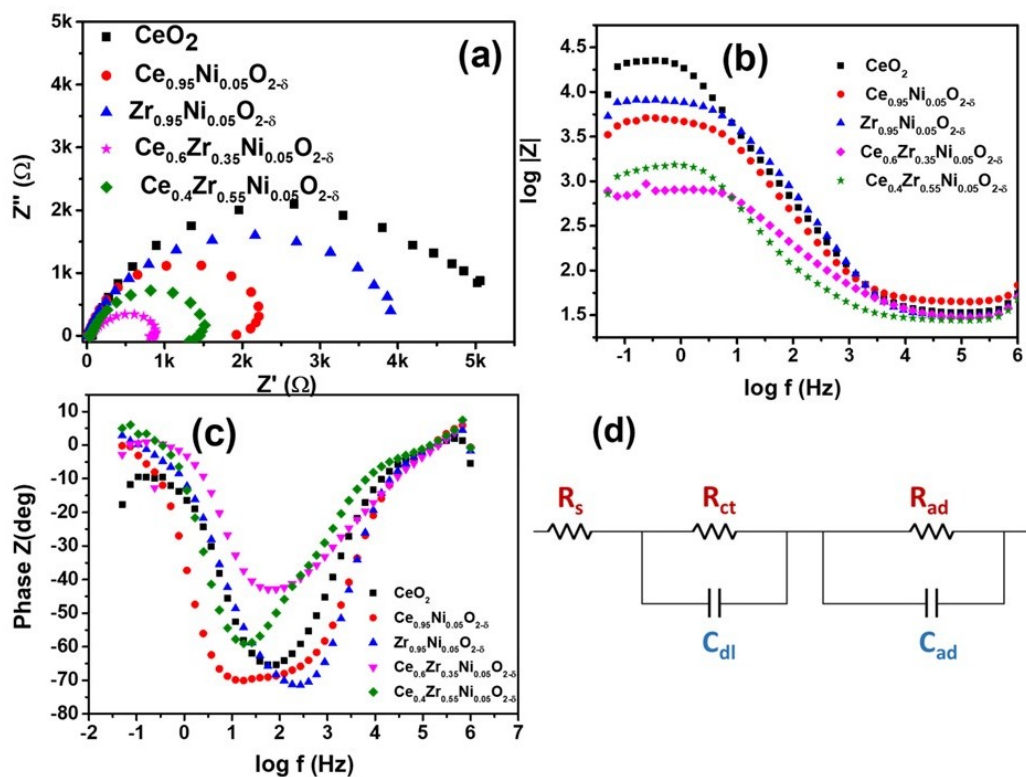 (a)
5k
4k
3k
2k
1k
0
Z'' (Ω)
0 1k 2k 3k 4k 5k
Z' (Ω)
CeO₂
Ce₀.₉₅Ni₀.₀₅O₂₋δ
Zr₀.₉₅Ni₀.₀₅O₂₋δ
Ce₀.₆Zr₀.₃₅Ni₀.₀₅O₂₋δ
Ce₀.₄Zr₀.₅₅Ni₀.₀₅O₂₋δ
(b)
4.5
4.0
3.5
3.0
2.5
2.0
1.5
log |Z|
-1 0 1 2 3 4 5 6
log f (Hz)
CeO₂
Ce₀.₉₅Ni₀.₀₅O₂₋δ
Zr₀.₉₅Ni₀.₀₅O₂₋δ
Ce₀.₆Zr₀.₃₅Ni₀.₀₅O₂₋δ
Ce₀.₄Zr₀.₅₅Ni₀.₀₅O₂₋δ
(c)
10
0
-10
-20
-30
-40
-50
-60
-70
-80
Phase Z(deg)
-2 -1 0 1 2 3 4 5 6 7
log f (Hz)
CeO₂
Ce₀.₉₅Ni₀.₀₅O₂₋δ
Zr₀.₉₅Ni₀.₀₅O₂₋δ
Ce₀.₆Zr₀.₃₅Ni₀.₀₅O₂₋δ
Ce₀.₄Zr₀.₅₅Ni₀.₀₅O₂₋δ
(d)
Rs
Rct
Rad
Cdl
Cad